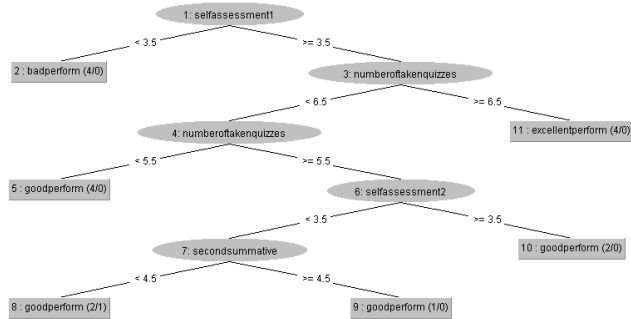 1: selfassessment1
< 3.5
>= 3.5
2 : badperform (4/0)
3: numberoftakenquizzes
< 6.5
>= 6.5
4: numberoftakenquizzes
11 : excellentperform (4/0)
< 5.5
>= 5.5
5 : goodperform (4/0)
6: selfassessment2
< 3.5
>= 3.5
7: secondsummative
10 : goodperform (2/0)
< 4.5
>= 4.5
8 : goodperform (2/1)
9 : goodperform (1/0)